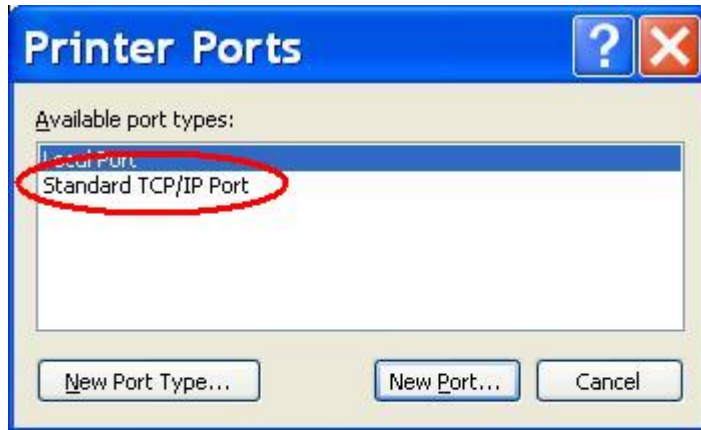 Printer Ports
?
Available port types:
Local Port
Standard TCP/IP Port
New Port Type...
New Port...
Cancel